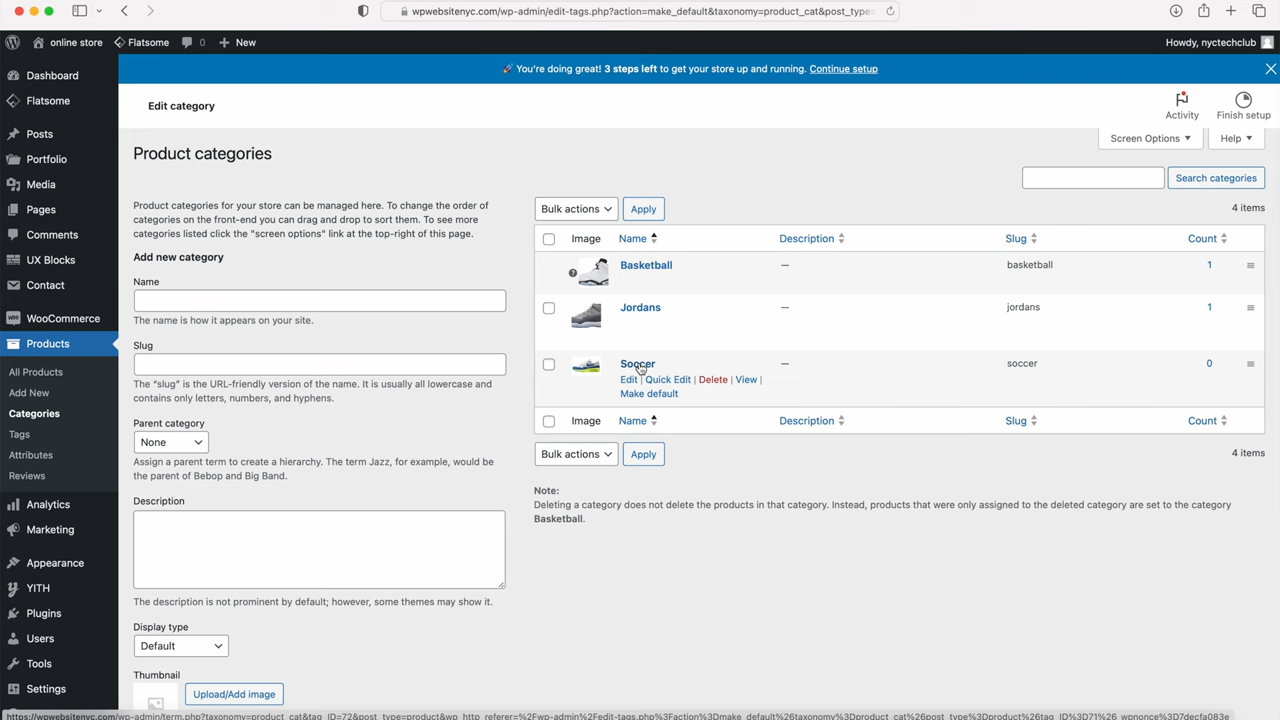 wpwebsitenyc.com/wp-admin/edit-tags.php?action=make_default&taxonomy=product_cat&post_type=
online store
Flatsome
0
New
Howdy, nyctechclub
Dashboard
Flatsome
Posts
Portfolio
Media
Pages
Comments
UX Blocks
Contact
WooCommerce
Products
All Products
Add New
Categories
Tags
Attributes
Reviews
Analytics
Marketing
Appearance
YITH
Plugins
Users
Tools
Settings
🚀 You're doing great! 3 steps left to get your store up and running. Continue setup
Edit category
Activity
Finish setup
Screen Options
Help
Product categories
Search categories
Product categories for your store can be managed here. To change the order of
categories on the front-end you can drag and drop to sort them. To see more
categories listed click the "screen options" link at the top-right of this page.
Add new category
Name
The name is how it appears on your site.
Slug
The “slug” is the URL-friendly version of the name. It is usually all lowercase and
contains only letters, numbers, and hyphens.
Parent category
None
Assign a parent term to create a hierarchy. The term Jazz, for example, would be
the parent of Bebop and Big Band.
Description
The description is not prominent by default; however, some themes may show it.
Display type
Default
Thumbnail
Upload/Add image
Bulk actions Apply 4 items
Image Name Description Slug Count
Basketball — basketball 1
Jordans — jordans 1
Soccer — soccer 0
Edit | Quick Edit | Delete | View |
Make default
Image Name Description Slug Count
Bulk actions Apply 4 items
Note:
Deleting a category does not delete the products in that category. Instead, products that were only assigned to the deleted category are set to the category
Basketball.